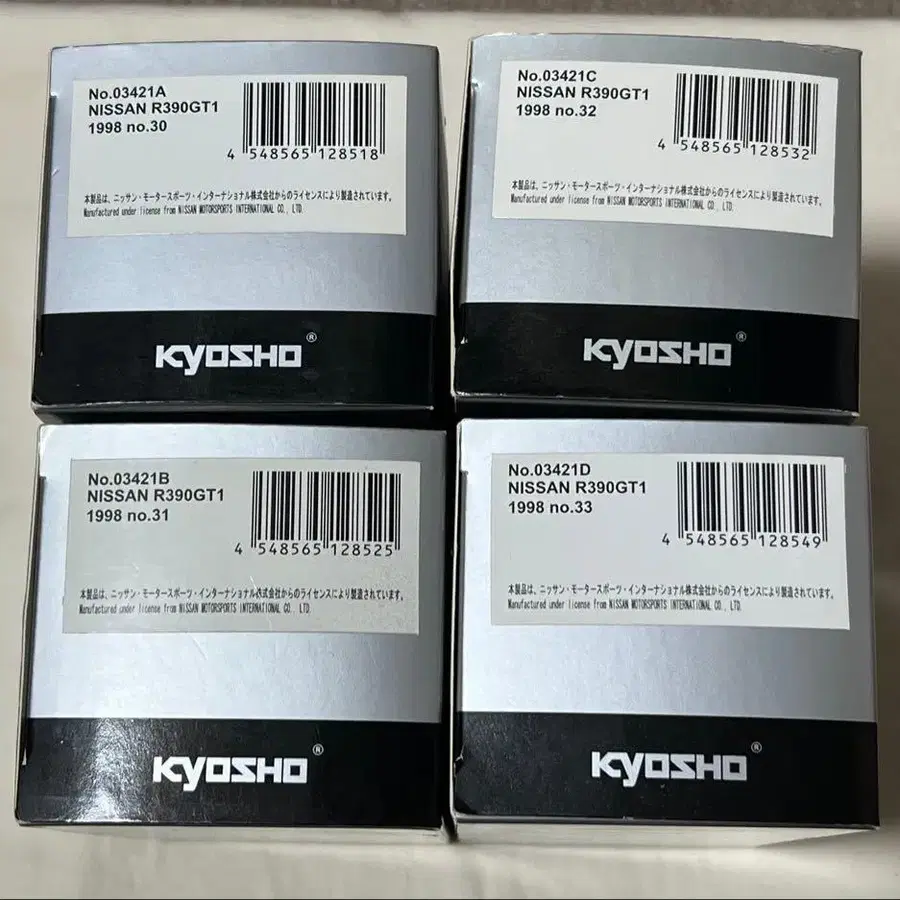 No.03421A
NISSAN R390GT1
1998 no.30
4 548565 128518
本製品は、ニッサン・モータースポーツ・インターナショナル株式会社からのライセンスにより製造されています。
Manufactured under license from NISSAN MOTORSPORTS INTERNATIONAL CO., LTD.
KYOSHO®
No.03421C
NISSAN R390GT1
1998 no.32
4 548565 128532
本製品は、ニッサン・モータースポーツ・インターナショナル株式会社からのライセンスにより製造されています。
Manufactured under license from NISSAN MOTORSPORTS INTERNATIONAL CO., LTD.
KYOSHO®
No.03421B
NISSAN R390GT1
1998 no.31
4 548565 128525
本製品は、ニッサン・モータースポーツ・インターナショナル株式会社からのライセンスにより製造されています。
Manufactured under license from NISSAN MOTORSPORTS INTERNATIONAL CO., LTD.
KYOSHO®
No.03421D
NISSAN R390GT1
1998 no.33
4 548565 128549
本製品は、ニッサン・モータースポーツ・インターナショナル株式会社からのライセンスにより製造されています。
Manufactured under license from NISSAN MOTORSPORTS INTERNATIONAL CO., LTD.
KYOSHO®